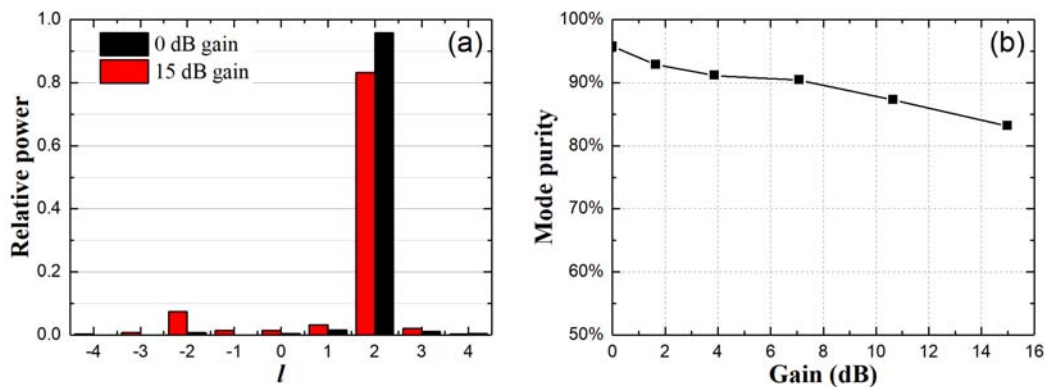 (a)
0 dB gain
15 dB gain
Relative power
1.0
0.8
0.6
0.4
0.2
0.0
-4 -3 -2 -1 0 1 2 3 4
l
(b)
Mode purity
100%
90%
80%
70%
60%
50%
0 2 4 6 8 10 12 14 16
Gain (dB)